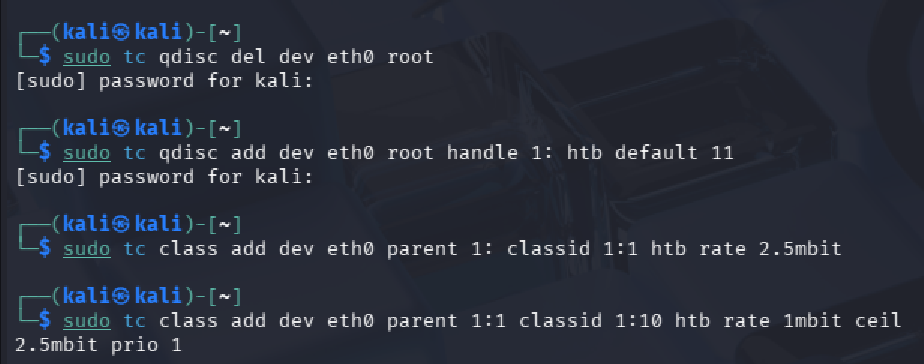 ┌──(kali㉿kali)-[~]
└─$ sudo tc qdisc del dev eth0 root
[sudo] password for kali:
┌──(kali㉿kali)-[~]
└─$ sudo tc qdisc add dev eth0 root handle 1: htb default 11
[sudo] password for kali:
┌──(kali㉿kali)-[~]
└─$ sudo tc class add dev eth0 parent 1: classid 1:1 htb rate 2.5mbit
┌──(kali㉿kali)-[~]
└─$ sudo tc class add dev eth0 parent 1:1 classid 1:10 htb rate 1mbit ceil
2.5mbit prio 1